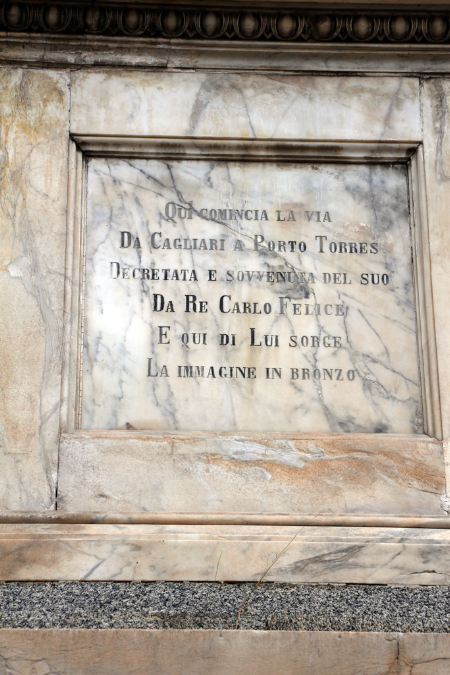 Qui comincia la via
Da Cagliari a Porto Torres
Decretata e sovvenuta del suo
Da Re Carlo Felice
E qui di Lui sorge
La immagine in bronzo